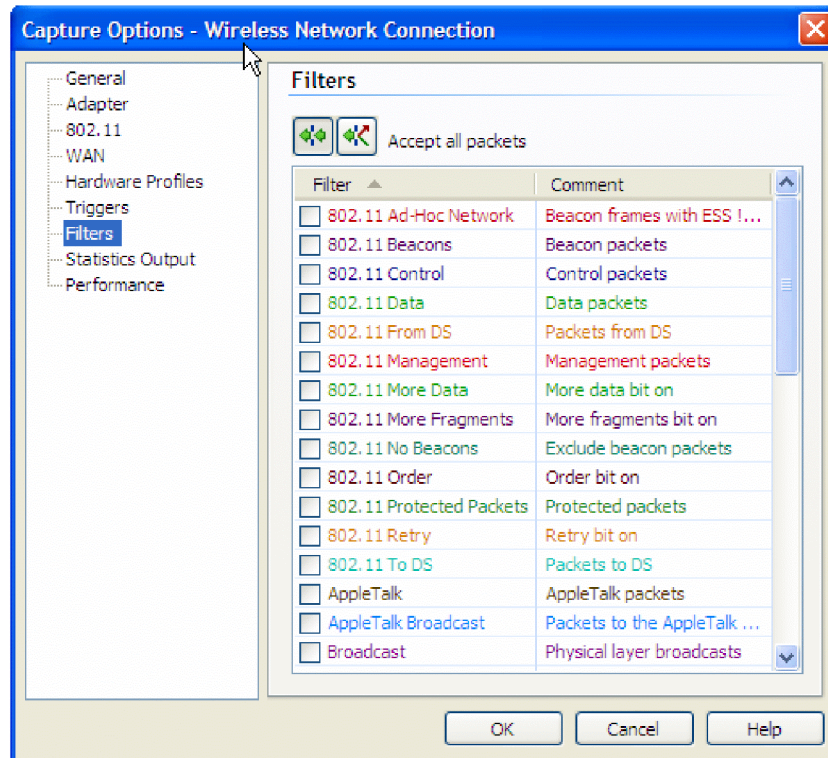 Capture Options - Wireless Network Connection
General
Adapter
802.11
WAN
Hardware Profiles
Triggers
Filters
Statistics Output
Performance
Filters
Accept all packets
Filter Comment
802.11 Ad-Hoc Network Beacon frames with ESS !...
802.11 Beacons Beacon packets
802.11 Control Control packets
802.11 Data Data packets
802.11 From DS Packets from DS
802.11 Management Management packets
802.11 More Data More data bit on
802.11 More Fragments More fragments bit on
802.11 No Beacons Exclude beacon packets
802.11 Order Order bit on
802.11 Protected Packets Protected packets
802.11 Retry Retry bit on
802.11 To DS Packets to DS
AppleTalk AppleTalk packets
AppleTalk Broadcast Packets to the AppleTalk ...
Broadcast Physical layer broadcasts
OK Cancel Help